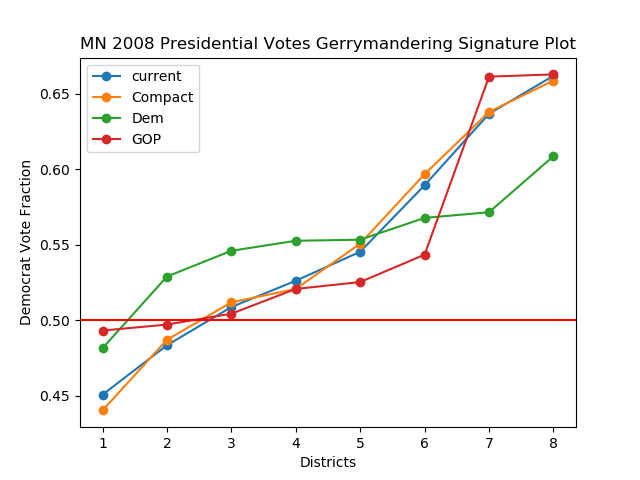 MN 2008 Presidential Votes Gerrymandering Signature Plot
current
Compact
Dem
GOP
Democrat Vote Fraction
0.65
0.60
0.55
0.50
0.45
1 2 3 4 5 6 7 8
Districts